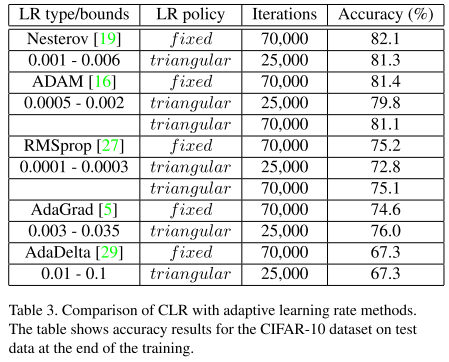 LR type/bounds LR policy Iterations Accuracy (%)
Nesterov [19] fixed 70,000 82.1
0.001 - 0.006 triangular 25,000 81.3
ADAM [16] fixed 70,000 81.4
0.0005 - 0.002 triangular 25,000 79.8
triangular 70,000 81.1
RMSprop [27] fixed 70,000 75.2
0.0001 - 0.0003 triangular 25,000 72.8
triangular 70,000 75.1
AdaGrad [5] fixed 70,000 74.6
0.003 - 0.035 triangular 25,000 76.0
AdaDelta [29] fixed 70,000 67.3
0.01 - 0.1 triangular 25,000 67.3
Table 3. Comparison of CLR with adaptive learning rate methods.
The table shows accuracy results for the CIFAR-10 dataset on test
data at the end of the training.